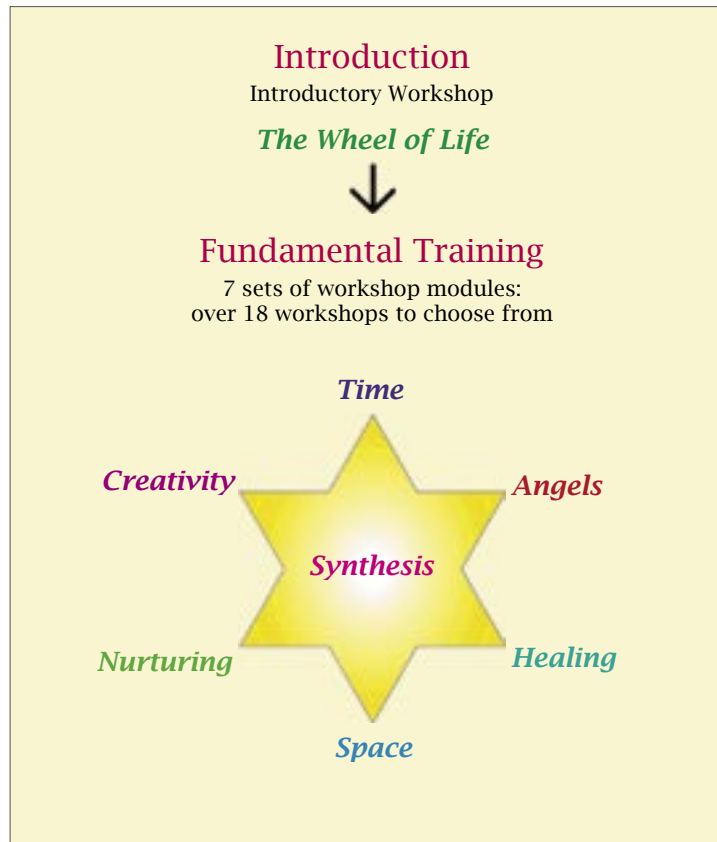 Introduction
Introductory Workshop
The Wheel of Life
Fundamental Training
7 sets of workshop modules:
over 18 workshops to choose from
Time
Creativity
Angels
Synthesis
Nurturing
Healing
Space